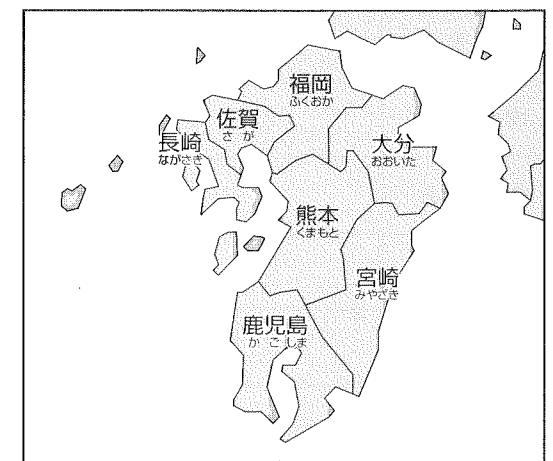 福岡
ふくおか
佐賀
さが
長崎
ながさき
大分
おおいた
熊本
くまもと
宮崎
みやざき
鹿児島
かごしま